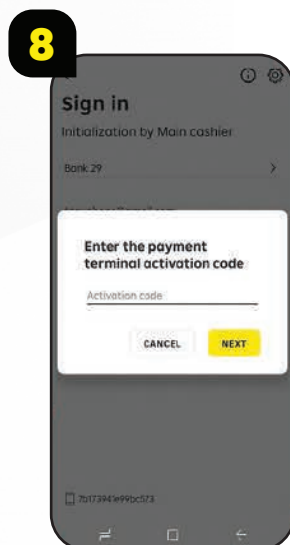 8
Sign in
Initialization by Main cashier
Bank 29
Enter the payment
terminal activation code
Activation code
CANCEL
NEXT
7b173941e99bc573